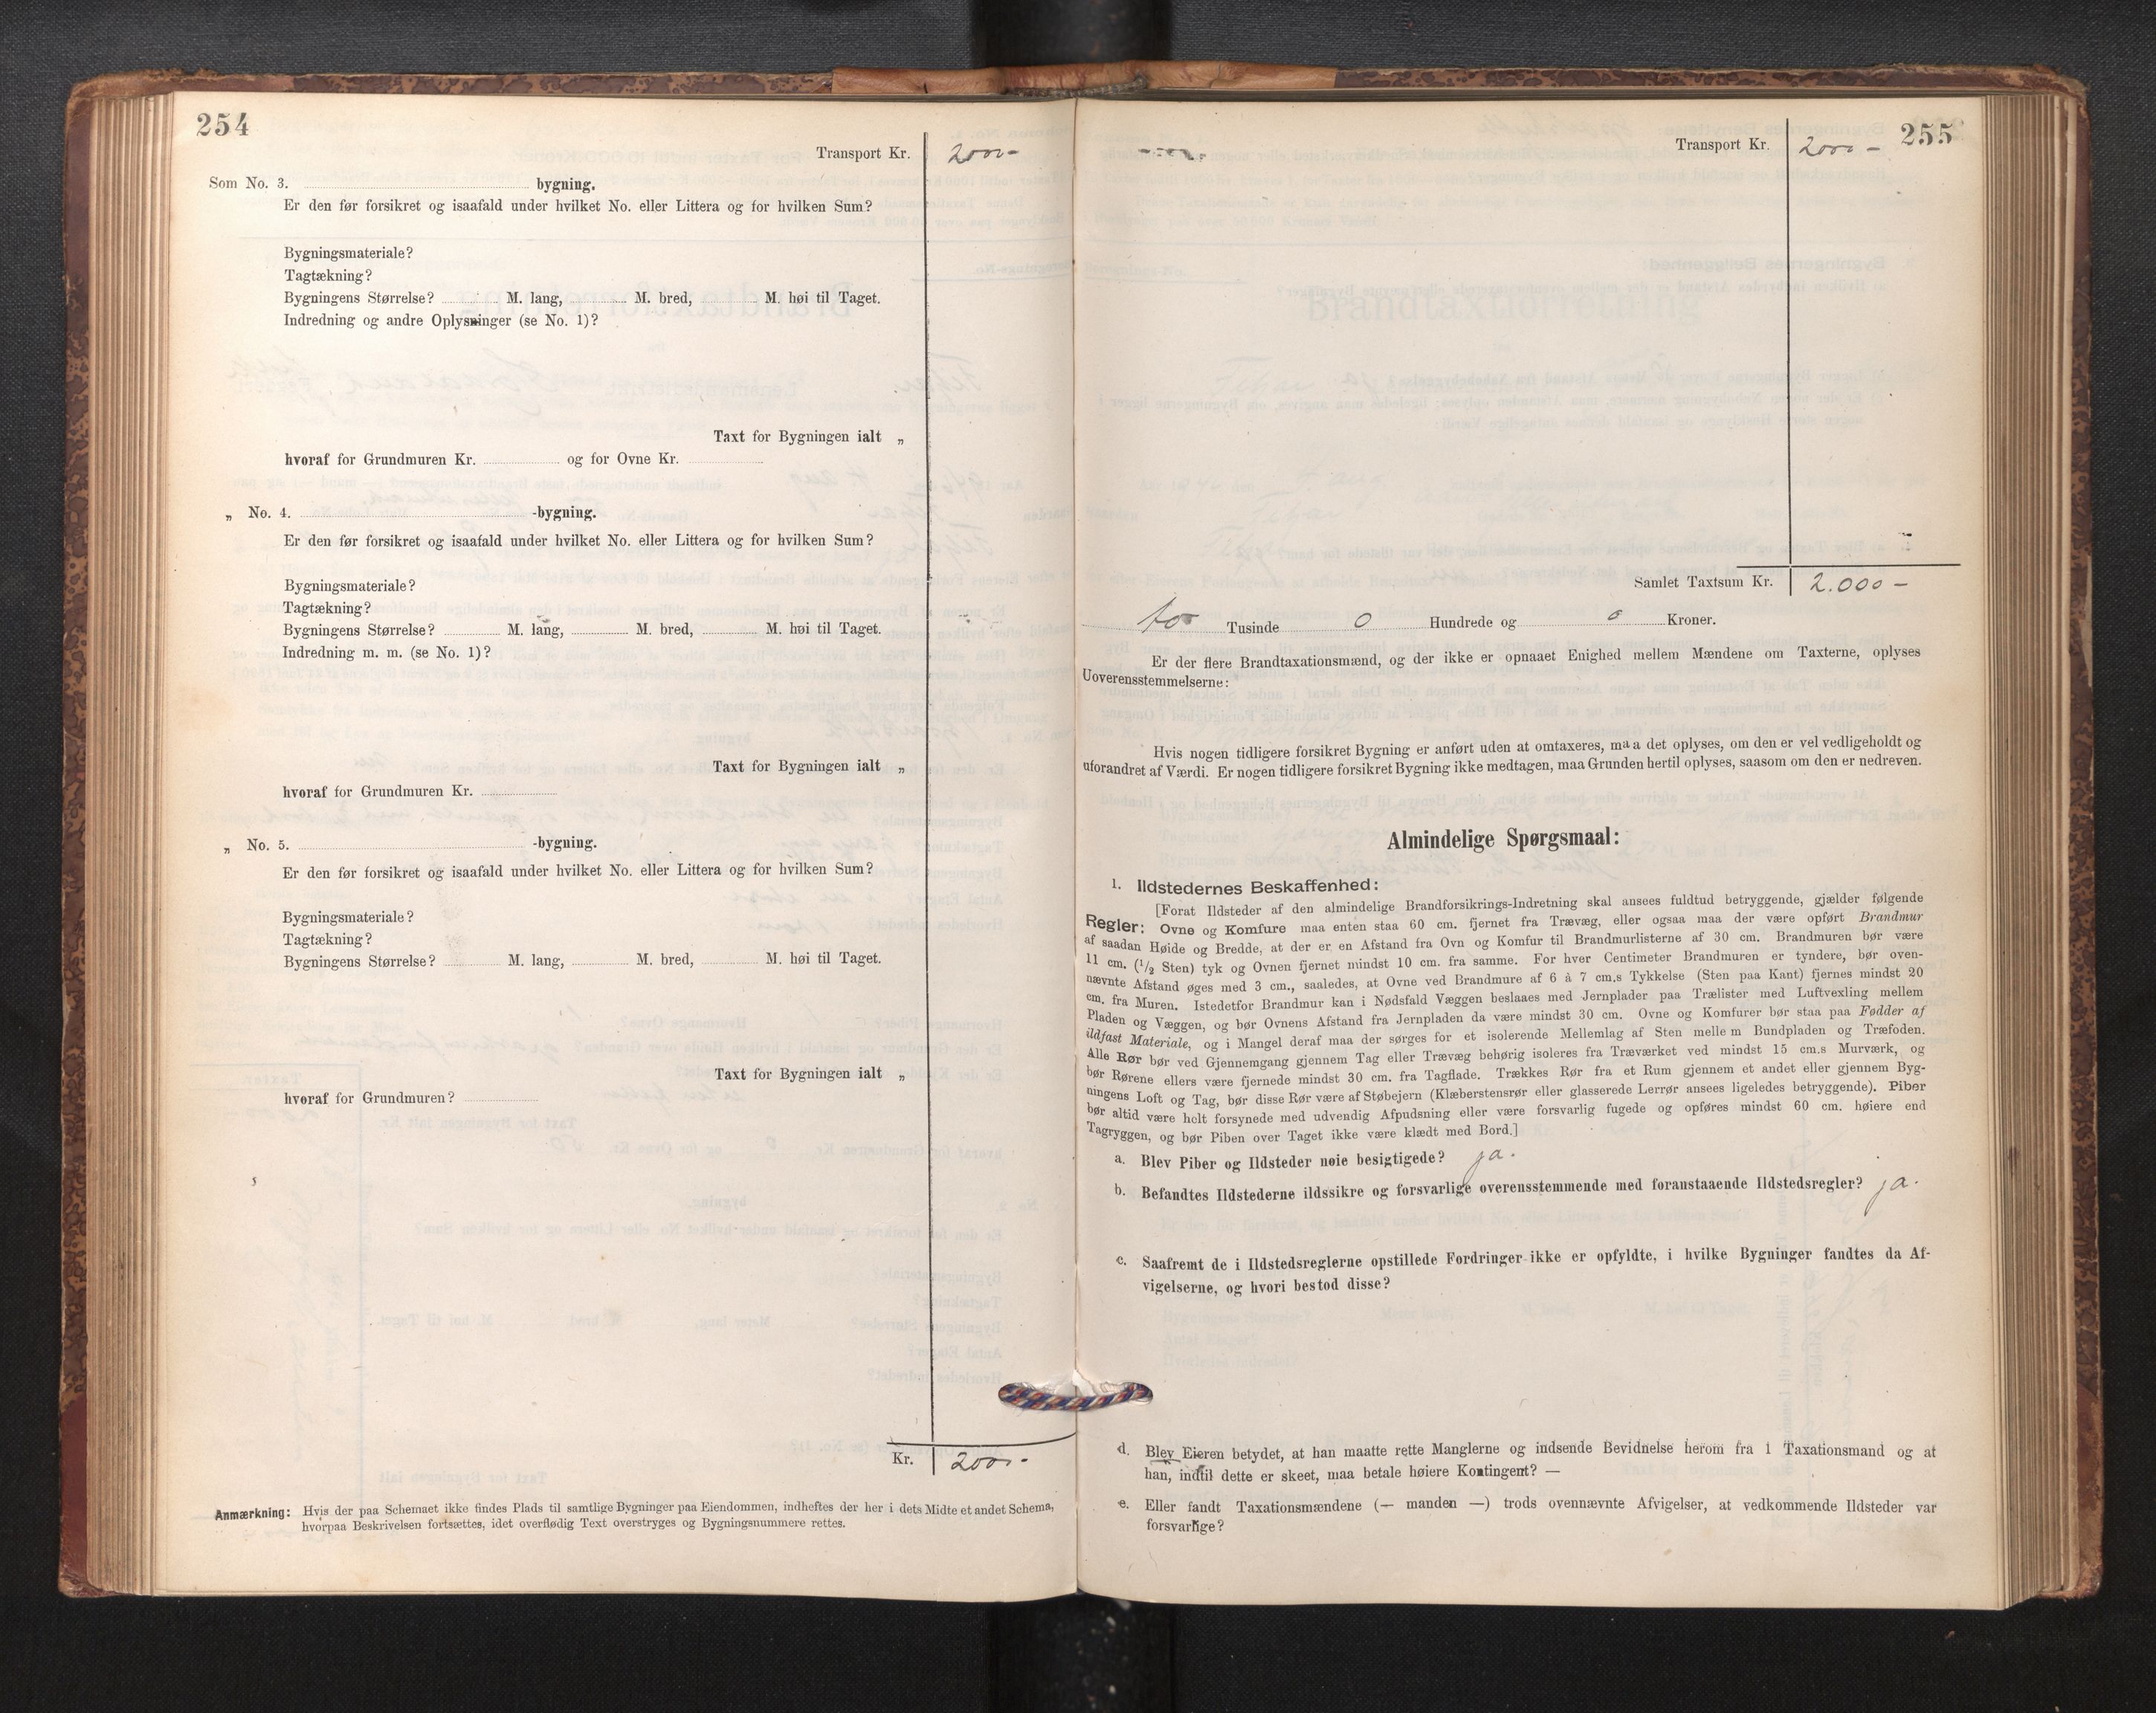 254
Transport Kr. 2000 -
Som No. 3. bygning.
Er den før forsikret og isaafald under hvilket No. eller Littera og for hvilken Sum?
Bygningsmateriale?
Tagtækning?
Bygningens Størrelse? M. lang, M. bred, M. høi til Taget.
Indredning og andre Oplysninger (se No. 1)?
Taxt for Bygningen ialt „
hvoraf for Grundmuren Kr. og for Ovne Kr.
„ No. 4. -bygning.
Er den før forsikret og isaafald under hvilket No. eller Littera og for hvilken Sum?
Bygningsmateriale?
Tagtækning?
Bygningens Størrelse? M. lang, M. bred, M. høi til Taget.
Indredning m. m. (se No. 1)?
Taxt for Bygningen ialt „
hvoraf for Grundmuren Kr.
„ No. 5. -bygning.
Er den før forsikret og isaafald under hvilket No. eller Littera og for hvilken Sum?
Bygningsmateriale?
Tagtækning?
Bygningens Størrelse? M. lang, M. bred, M. høi til Taget.
Taxt for Bygningen ialt „
hvoraf for Grundmuren?
Kr. 2000 -
Anmærkning: Hvis der paa Schemaet ikke findes Plads til samtlige Bygninger paa Eiendommen, indheftes der her i dets Midte et andet Schema,
hvorpaa Beskrivelsen fortsættes, idet overflødig Text overstryges og Bygningsnummere rettes.
255
Transport Kr. 2000 -
Samlet Taxtsum Kr. 2.000 -
to Tusinde 0 Hundrede og 0 Kroner.
Er der flere Brandtaxationsmænd, og der ikke er opnaaet Enighed mellem Mændene om Taxterne, oplyses
Uoverensstemmelserne:
Hvis nogen tidligere forsikret Bygning er anført uden at omtaxeres, maa det oplyses, om den er vel vedligeholdt og
uforandret af Værdi. Er nogen tidligere forsikret Bygning ikke medtagen, maa Grunden hertil oplyses, saasom om den er nedreven.
Almindelige Spørgsmaal:
1. Ildstedernes Beskaffenhed:
[Forat Ildsteder af den almindelige Brandforsikrings-Indretning skal ansees fuldtud betryggende, gjælder følgende
Regler: Ovne og Komfure maa enten staa 60 cm. fjernet fra Trævæg, eller ogsaa maa der være opført Brandmur
af saadan Høide og Bredde, at der er en Afstand fra Ovn og Komfur til Brandmurlisterne af 30 cm. Brandmuren bør være
11 cm. (1/2 Sten) tyk og Ovnen fjernet mindst 10 cm. fra samme. For hver Centimeter Brandmuren er tyndere, bør oven-
nævnte Afstand øges med 3 cm., saaledes, at Ovne ved Brandmure af 6 à 7 cm.s Tykkelse (Sten paa Kant) fjernes mindst 20
cm. fra Muren. Istedetfor Brandmur kan i Nødsfald Væggen beslaaes med Jernplader paa Trælister med Luftvexling mellem
Pladen og Væggen, og bør Ovnens Afstand fra Jernpladen da være mindst 30 cm. Ovne og Komfurer bør staa paa Fødder af
ildfast Materiale, og i Mangel deraf maa der sørges for et isolerende Mellemlag af Sten mellem Bundpladen og Træfoden.
Alle Rør bør ved Gjennemgang gjennem Tag eller Trævæg behørig isoleres fra Træværket ved mindst 15 cm.s Murværk, og
bør Rørene ellers være fjernede mindst 30 cm. fra Tagflade. Trækkes Rør fra et Rum gjennem et andet eller gjennem Byg-
ningens Loft og Tag, bør disse Rør være af Støbejern (Klæberstensrør eller glasserede Lerrør ansees ligeledes betryggende). Piber
bør altid være helt forsynede med udvendig Afpudsning eller være forsvarlig fugede og opføres mindst 60 cm. høiere end
Tagryggen, og bør Piben over Taget ikke være klædt med Bord.]
a. Blev Piber og Ildsteder nøie besigtigede? ja.
b. Befandtes Ildstederne ildssikre og forsvarlige overensstemmende med foranstaaende Ildstedsregler? ja.
c. Saafremt de i Ildstedsreglerne opstillede Fordringer ikke er opfyldte, i hvilke Bygninger fandtes da Af-
vigelserne, og hvori bestod disse?
d. Blev Eieren betydet, at han maatte rette Manglerne og indsende Bevidnelse herom fra 1 Taxationsmand og at
han, indtil dette er skeet, maa betale høiere Kontingent? —
e. Eller fandt Taxationsmændene (— manden —) trods ovennævnte Afvigelser, at vedkommende Ildsteder var
forsvarlige?